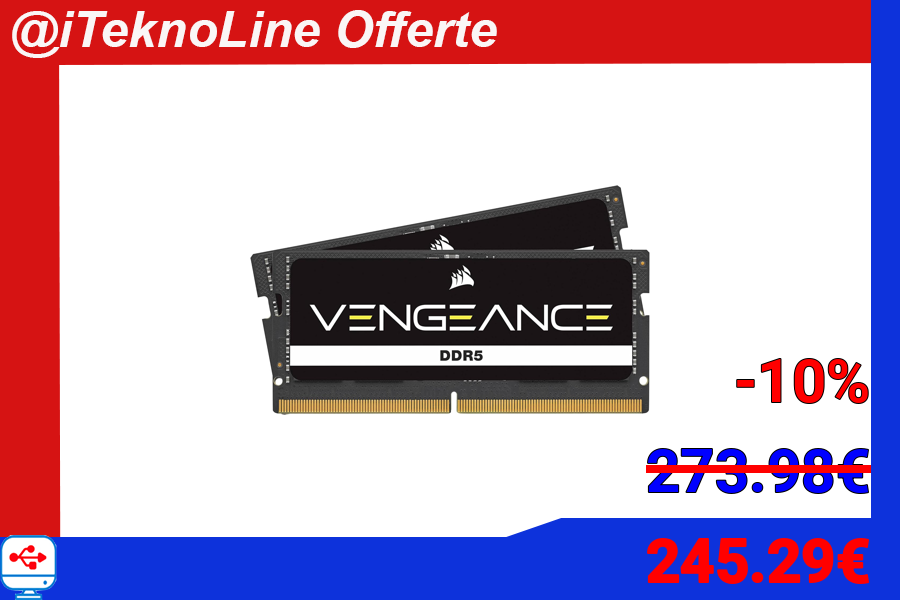 @iTeknoLine Offerte
VENGEANCE
DDR5
-10%
273.98€
245.29€